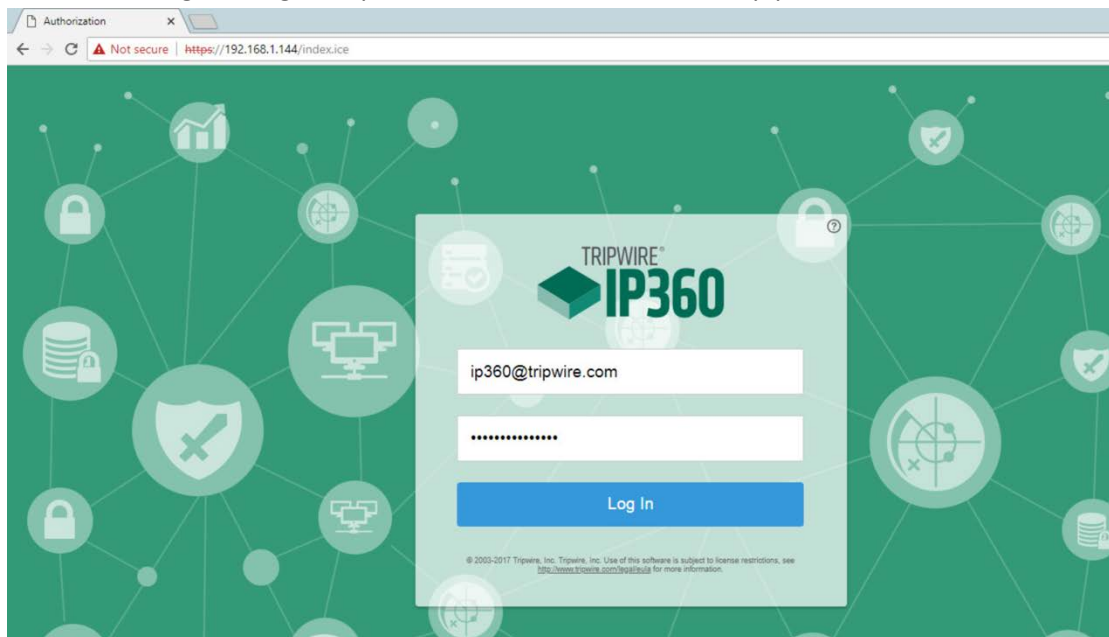 Authorization
Not secure | https://192.168.1.144/index.ice
TRIPWIRE®
IP360
ip360@tripwire.com
•••••••••••••••
Log In
© 2003-2017 Tripwire, Inc. Tripwire, Inc. Use of this software is subject to license restrictions, see
http://www.tripwire.com/legal/eula for more information.